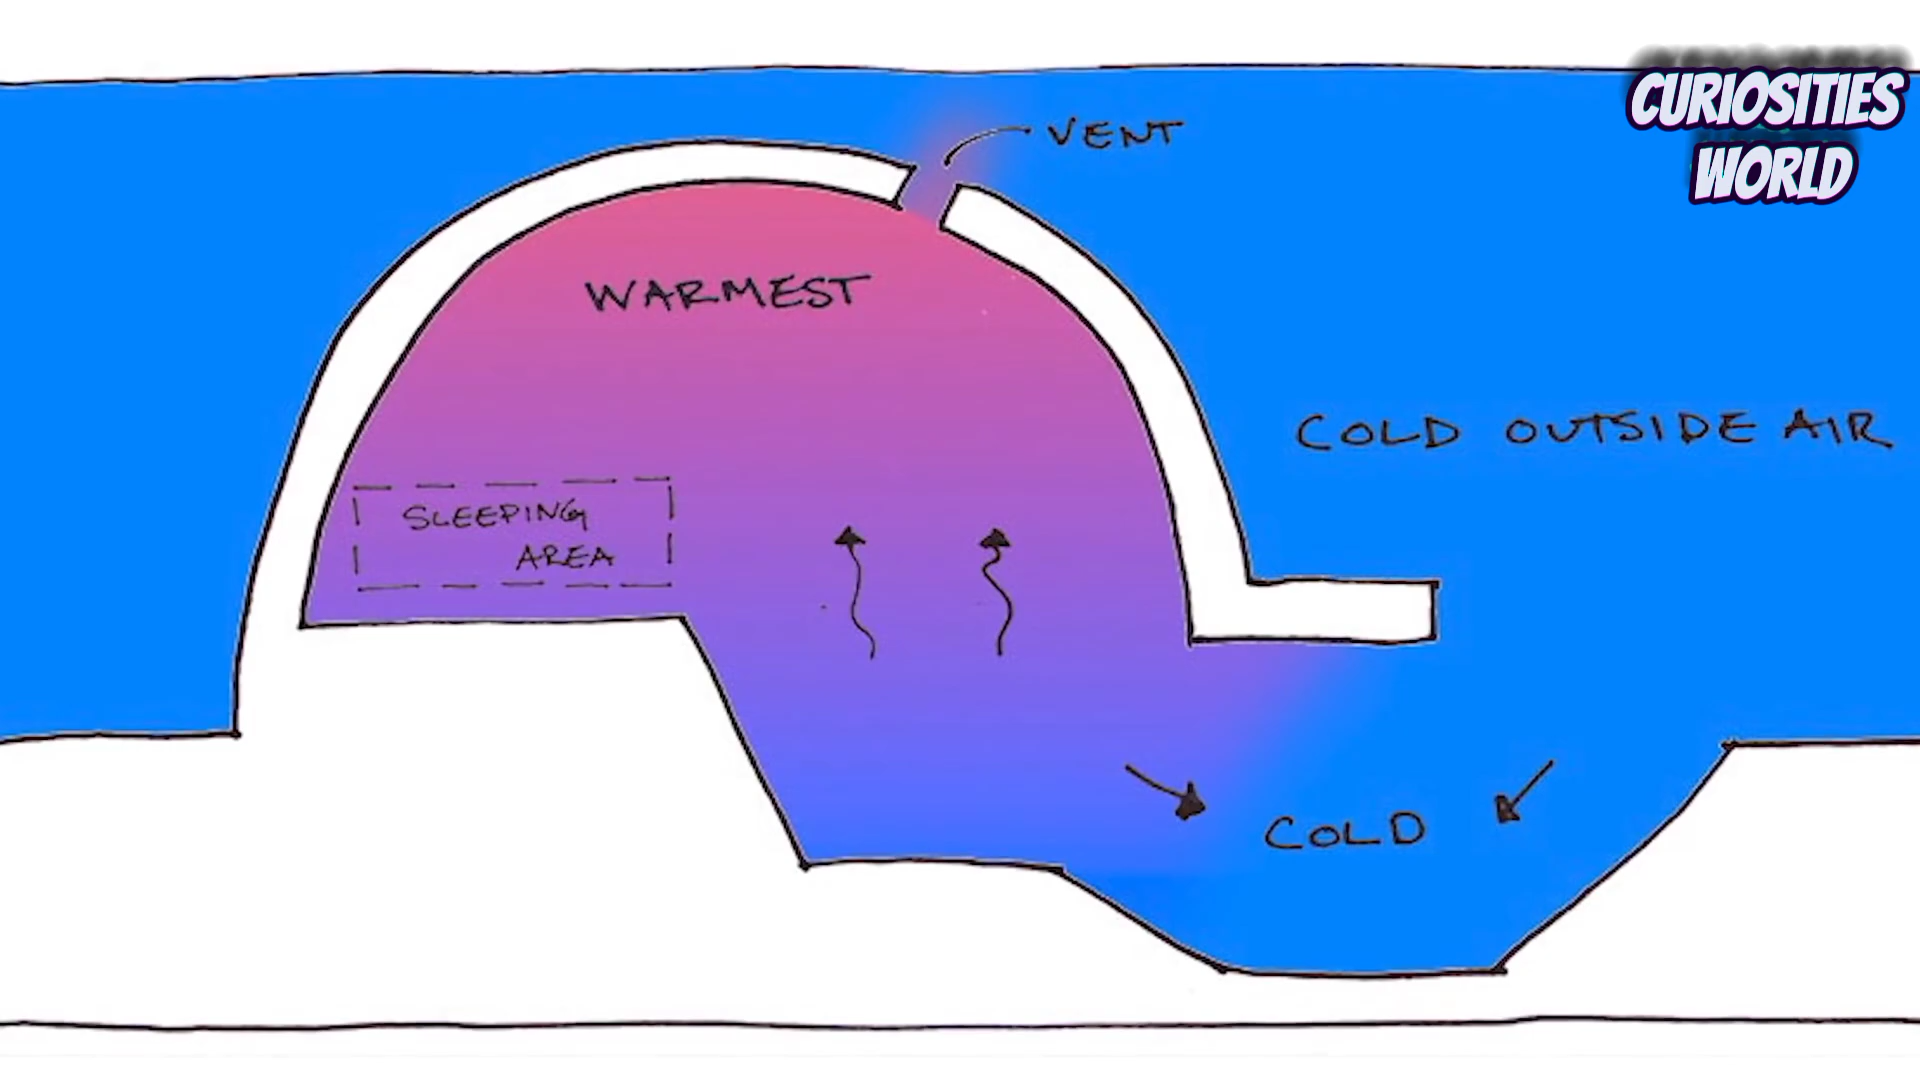 CURIOSITIES
WORLD
VENT
WARMEST
COLD OUTSIDE AIR
SLEEPING
AREA
COLD